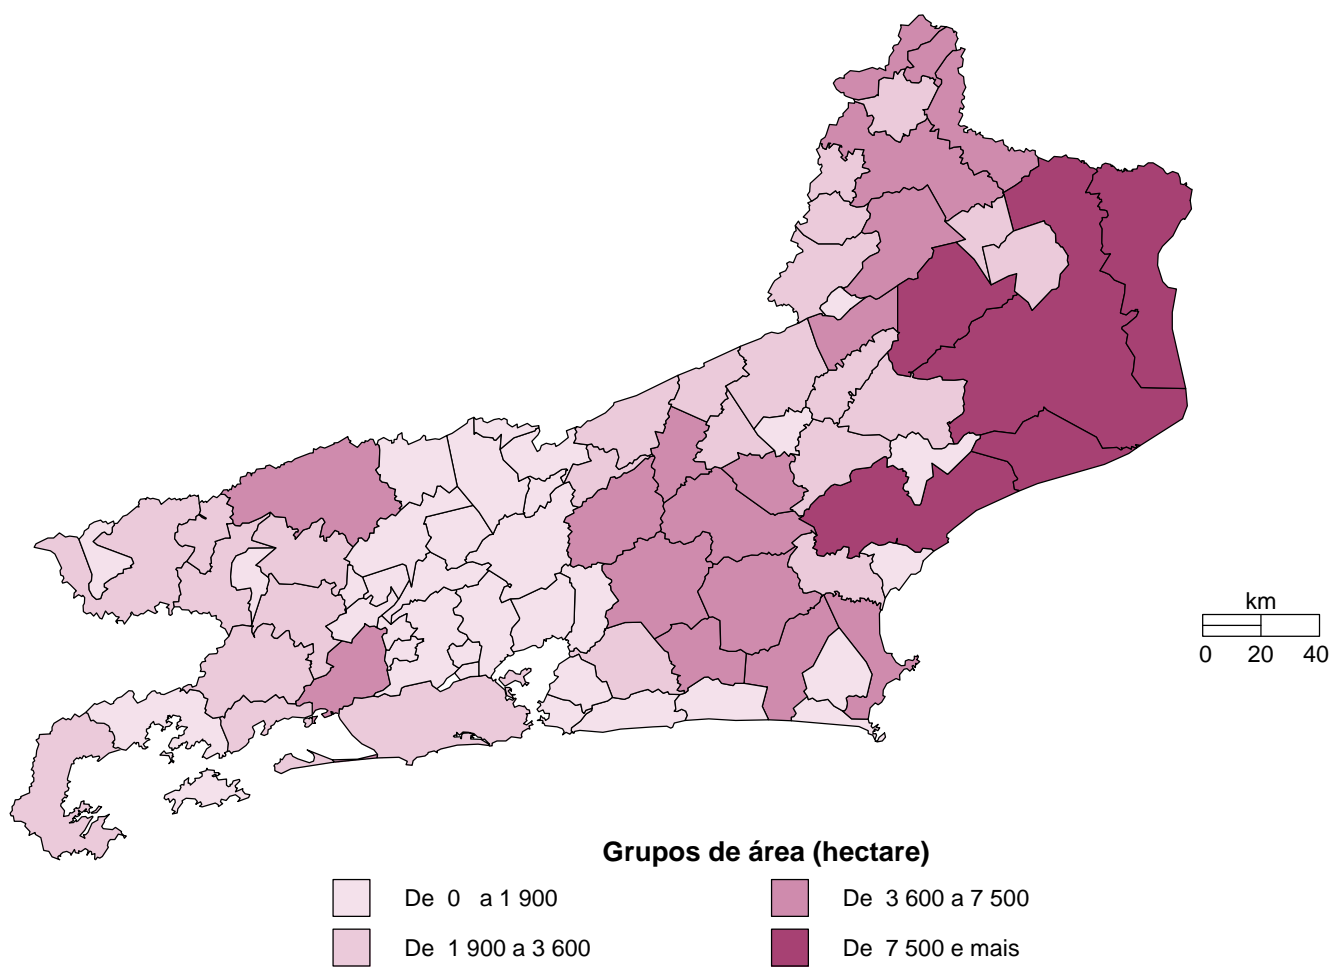 km
0 20 40
Grupos de área (hectare)
De 0 a 1 900
De 3 600 a 7 500
De 1 900 a 3 600
De 7 500 e mais